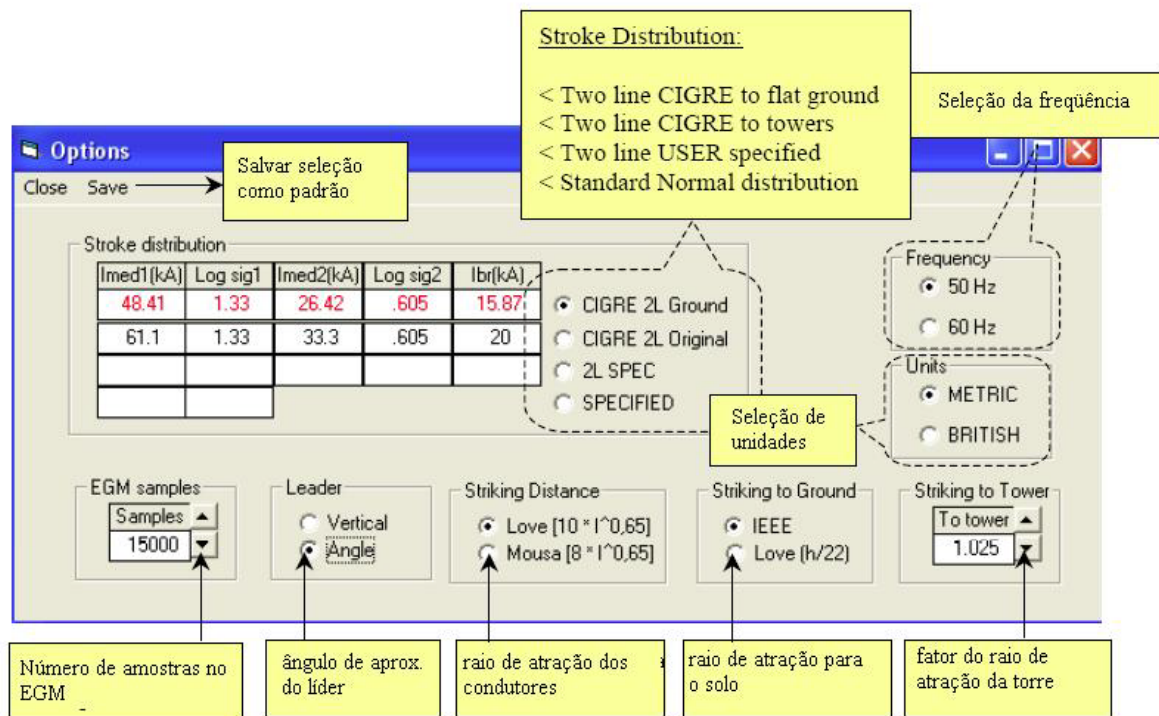 Stroke Distribution:
< Two line CIGRE to flat ground
< Two line CIGRE to towers
< Two line USER specified
< Standard Normal distribution
Seleção da freqüência
Options
Close Save
Salvar seleção
como padrão
Stroke distribution
Imed1(kA) Log sig1 Imed2(kA) Log sig2 Ibr(kA)
48.41 1.33 26.42 .605 15.87
61.1 1.33 33.3 .605 20
CIGRE 2L Ground
CIGRE 2L Original
2L SPEC
SPECIFIED
Frequency
50 Hz
60 Hz
Units
METRIC
BRITISH
Seleção de
unidades
EGM samples
Samples
15000
Leader
Vertical
Angle
Striking Distance
Love [10 * I^0,65]
Mousa [8 * I^0,65]
Striking to Ground
IEEE
Love (h/22)
Striking to Tower
To tower
1.025
Número de amostras no
EGM
ângulo de aprox.
do líder
raio de atração dos
condutores
raio de atração para
o solo
fator do raio de
atração da torre